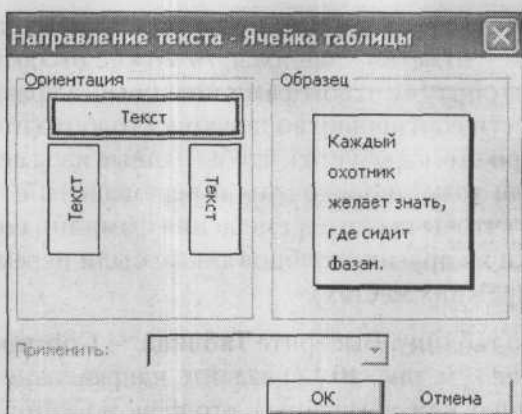 Направление текста - Ячейка таблицы
Ориентация
Текст
Текст
Текст
Образец
Каждый
охотник
желает знать,
где сидит
фазан.
Применить:
ОК
Отмена